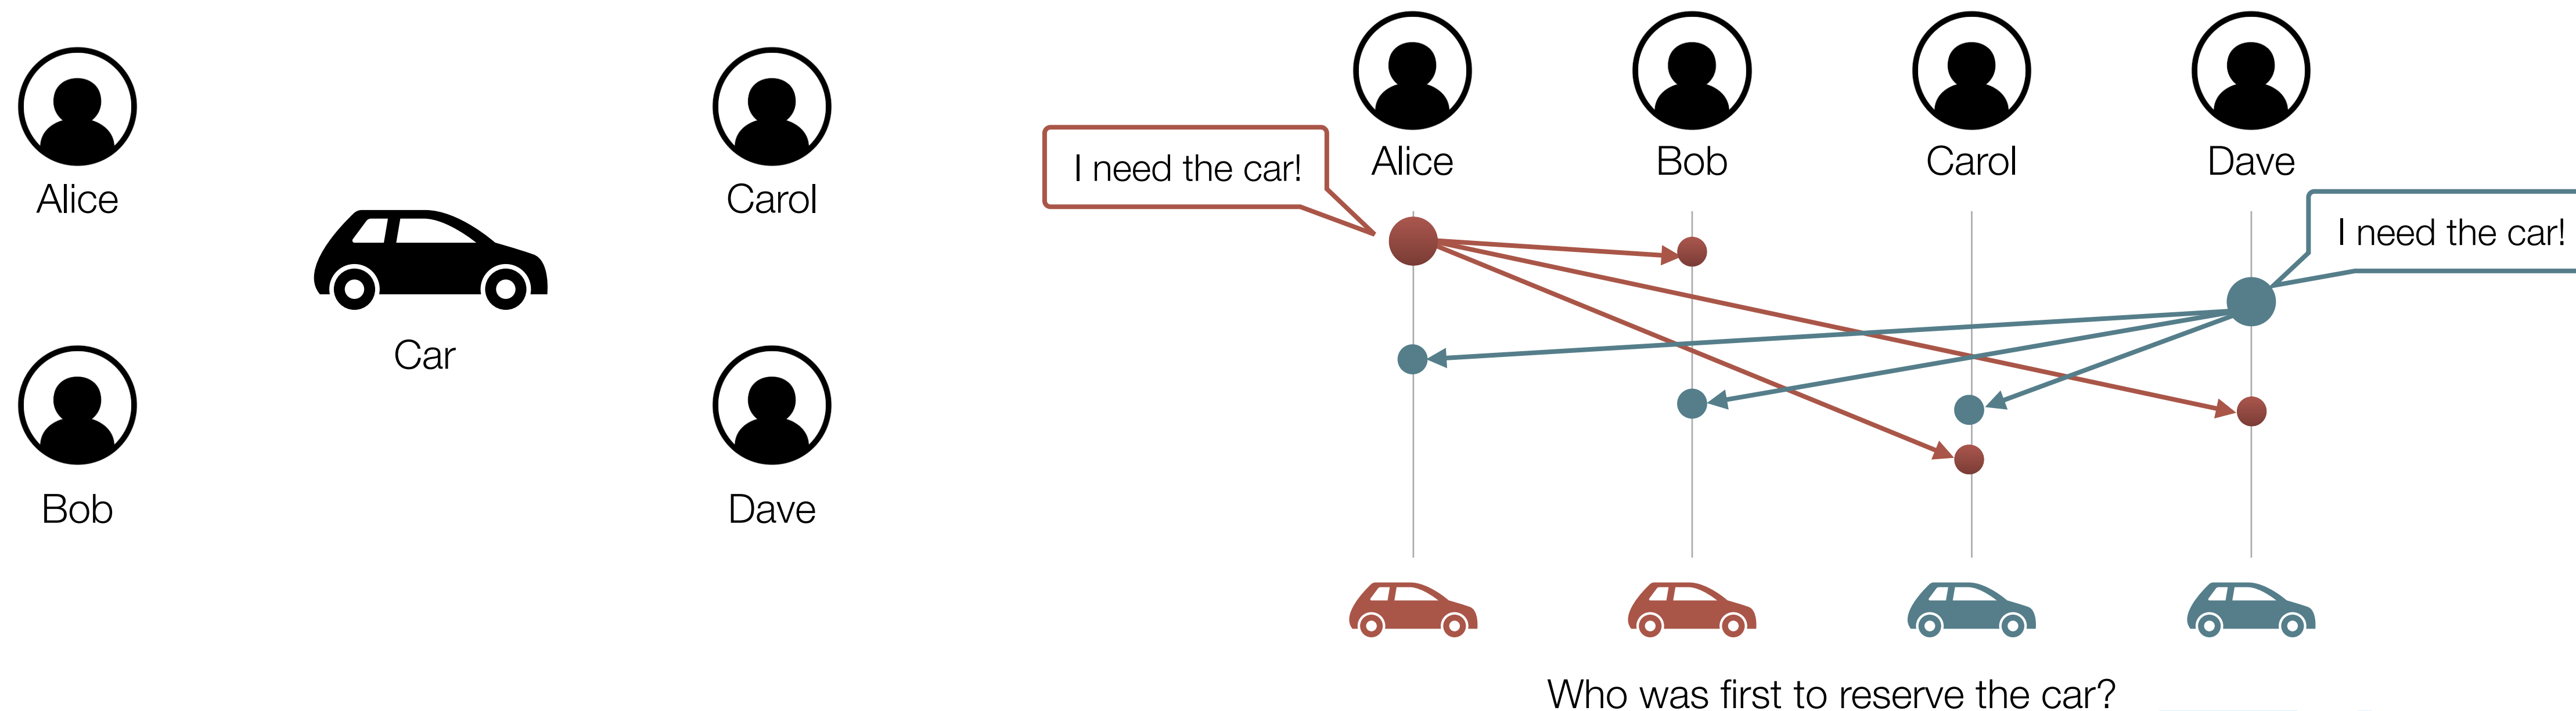 Alice
Carol
Car
Bob
Dave
Alice
Bob
Carol
Dave
I need the car!
I need the car!
Who was first to reserve the car?